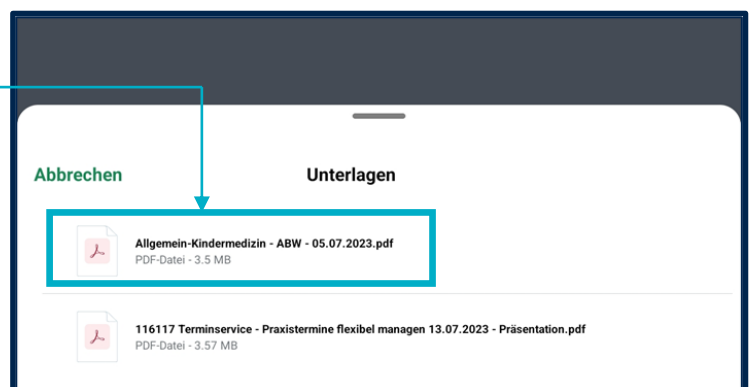 Abbrechen
Unterlagen
Allgemein-Kindermedizin - ABW - 05.07.2023.pdf
PDF-Datei - 3.5 MB
116117 Terminservice - Praxistermine flexibel managen 13.07.2023 - Präsentation.pdf
PDF-Datei - 3.57 MB